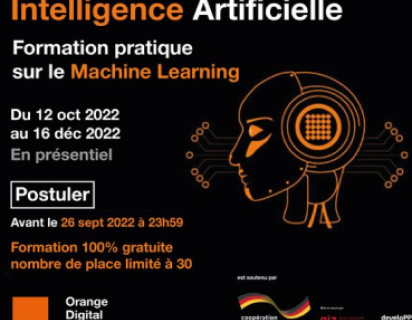 Intelligence Artificielle
Formation pratique
sur le Machine Learning
Du 12 oct 2022
au 16 déc 2022
En présentiel
Postuler
Avant le 26 sept 2022 à 23h59
Formation 100% gratuite
nombre de place limité à 30
est soutenu par
Orange
Digital
coopération
giz
develoPP